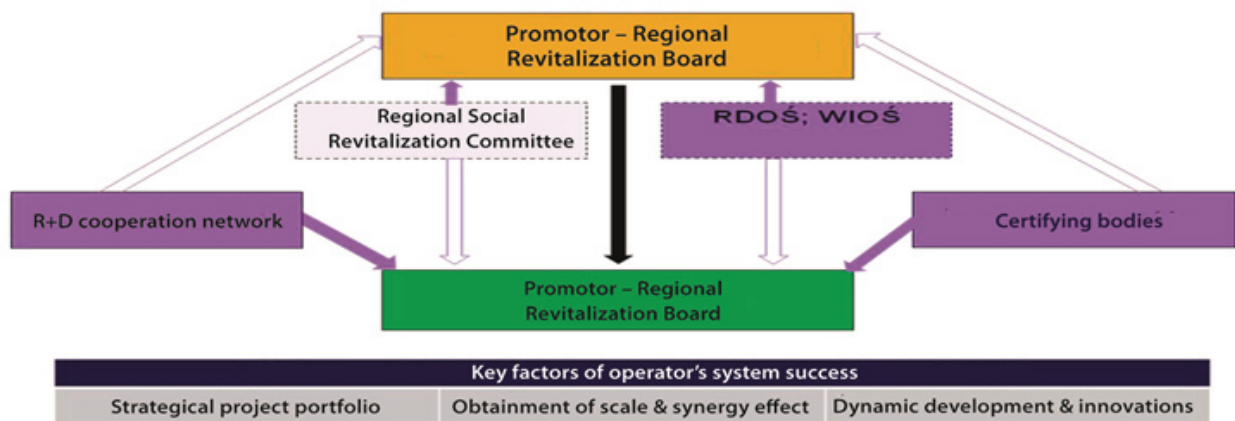 Promotor – Regional
Revitalization Board
Regional Social
Revitalization Committee
RDOŚ; WIOŚ
R+D cooperation network
Certifying bodies
Promotor – Regional
Revitalization Board
Key factors of operator's system success
Strategical project portfolio
Obtainment of scale & synergy effect
Dynamic development & innovations